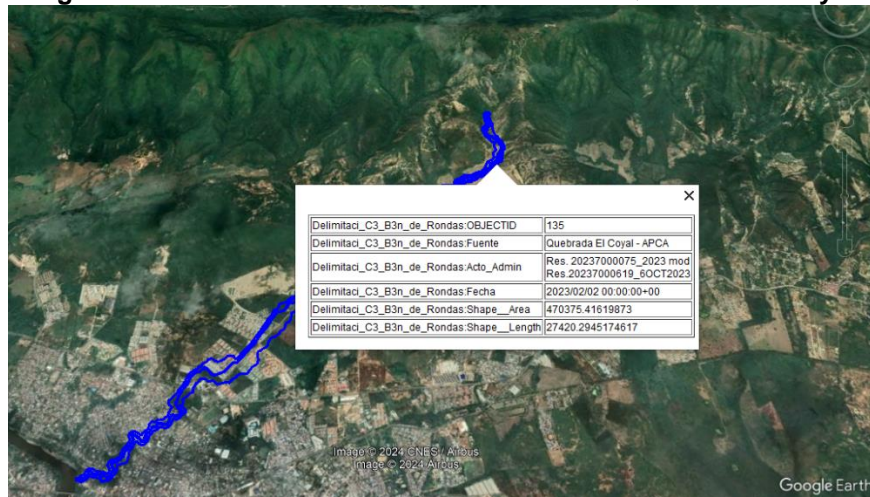 ×
Delimitaci_C3_B3n_de_Rondas:OBJECTID 135
Delimitaci_C3_B3n_de_Rondas:Fuente Quebrada El Coyal - APCA
Delimitaci_C3_B3n_de_Rondas:Acto_Admin Res. 20237000075_2023 mod
Res.20237000619_6OCT2023
Delimitaci_C3_B3n_de_Rondas:Fecha 2023/02/02 00:00:00+00
Delimitaci_C3_B3n_de_Rondas:Shape__Area 470375.41619873
Delimitaci_C3_B3n_de_Rondas:Shape__Length 27420.2945174617
Image © 2024 CNES / Airbus
Image © 2024 Airbus
Google Earth